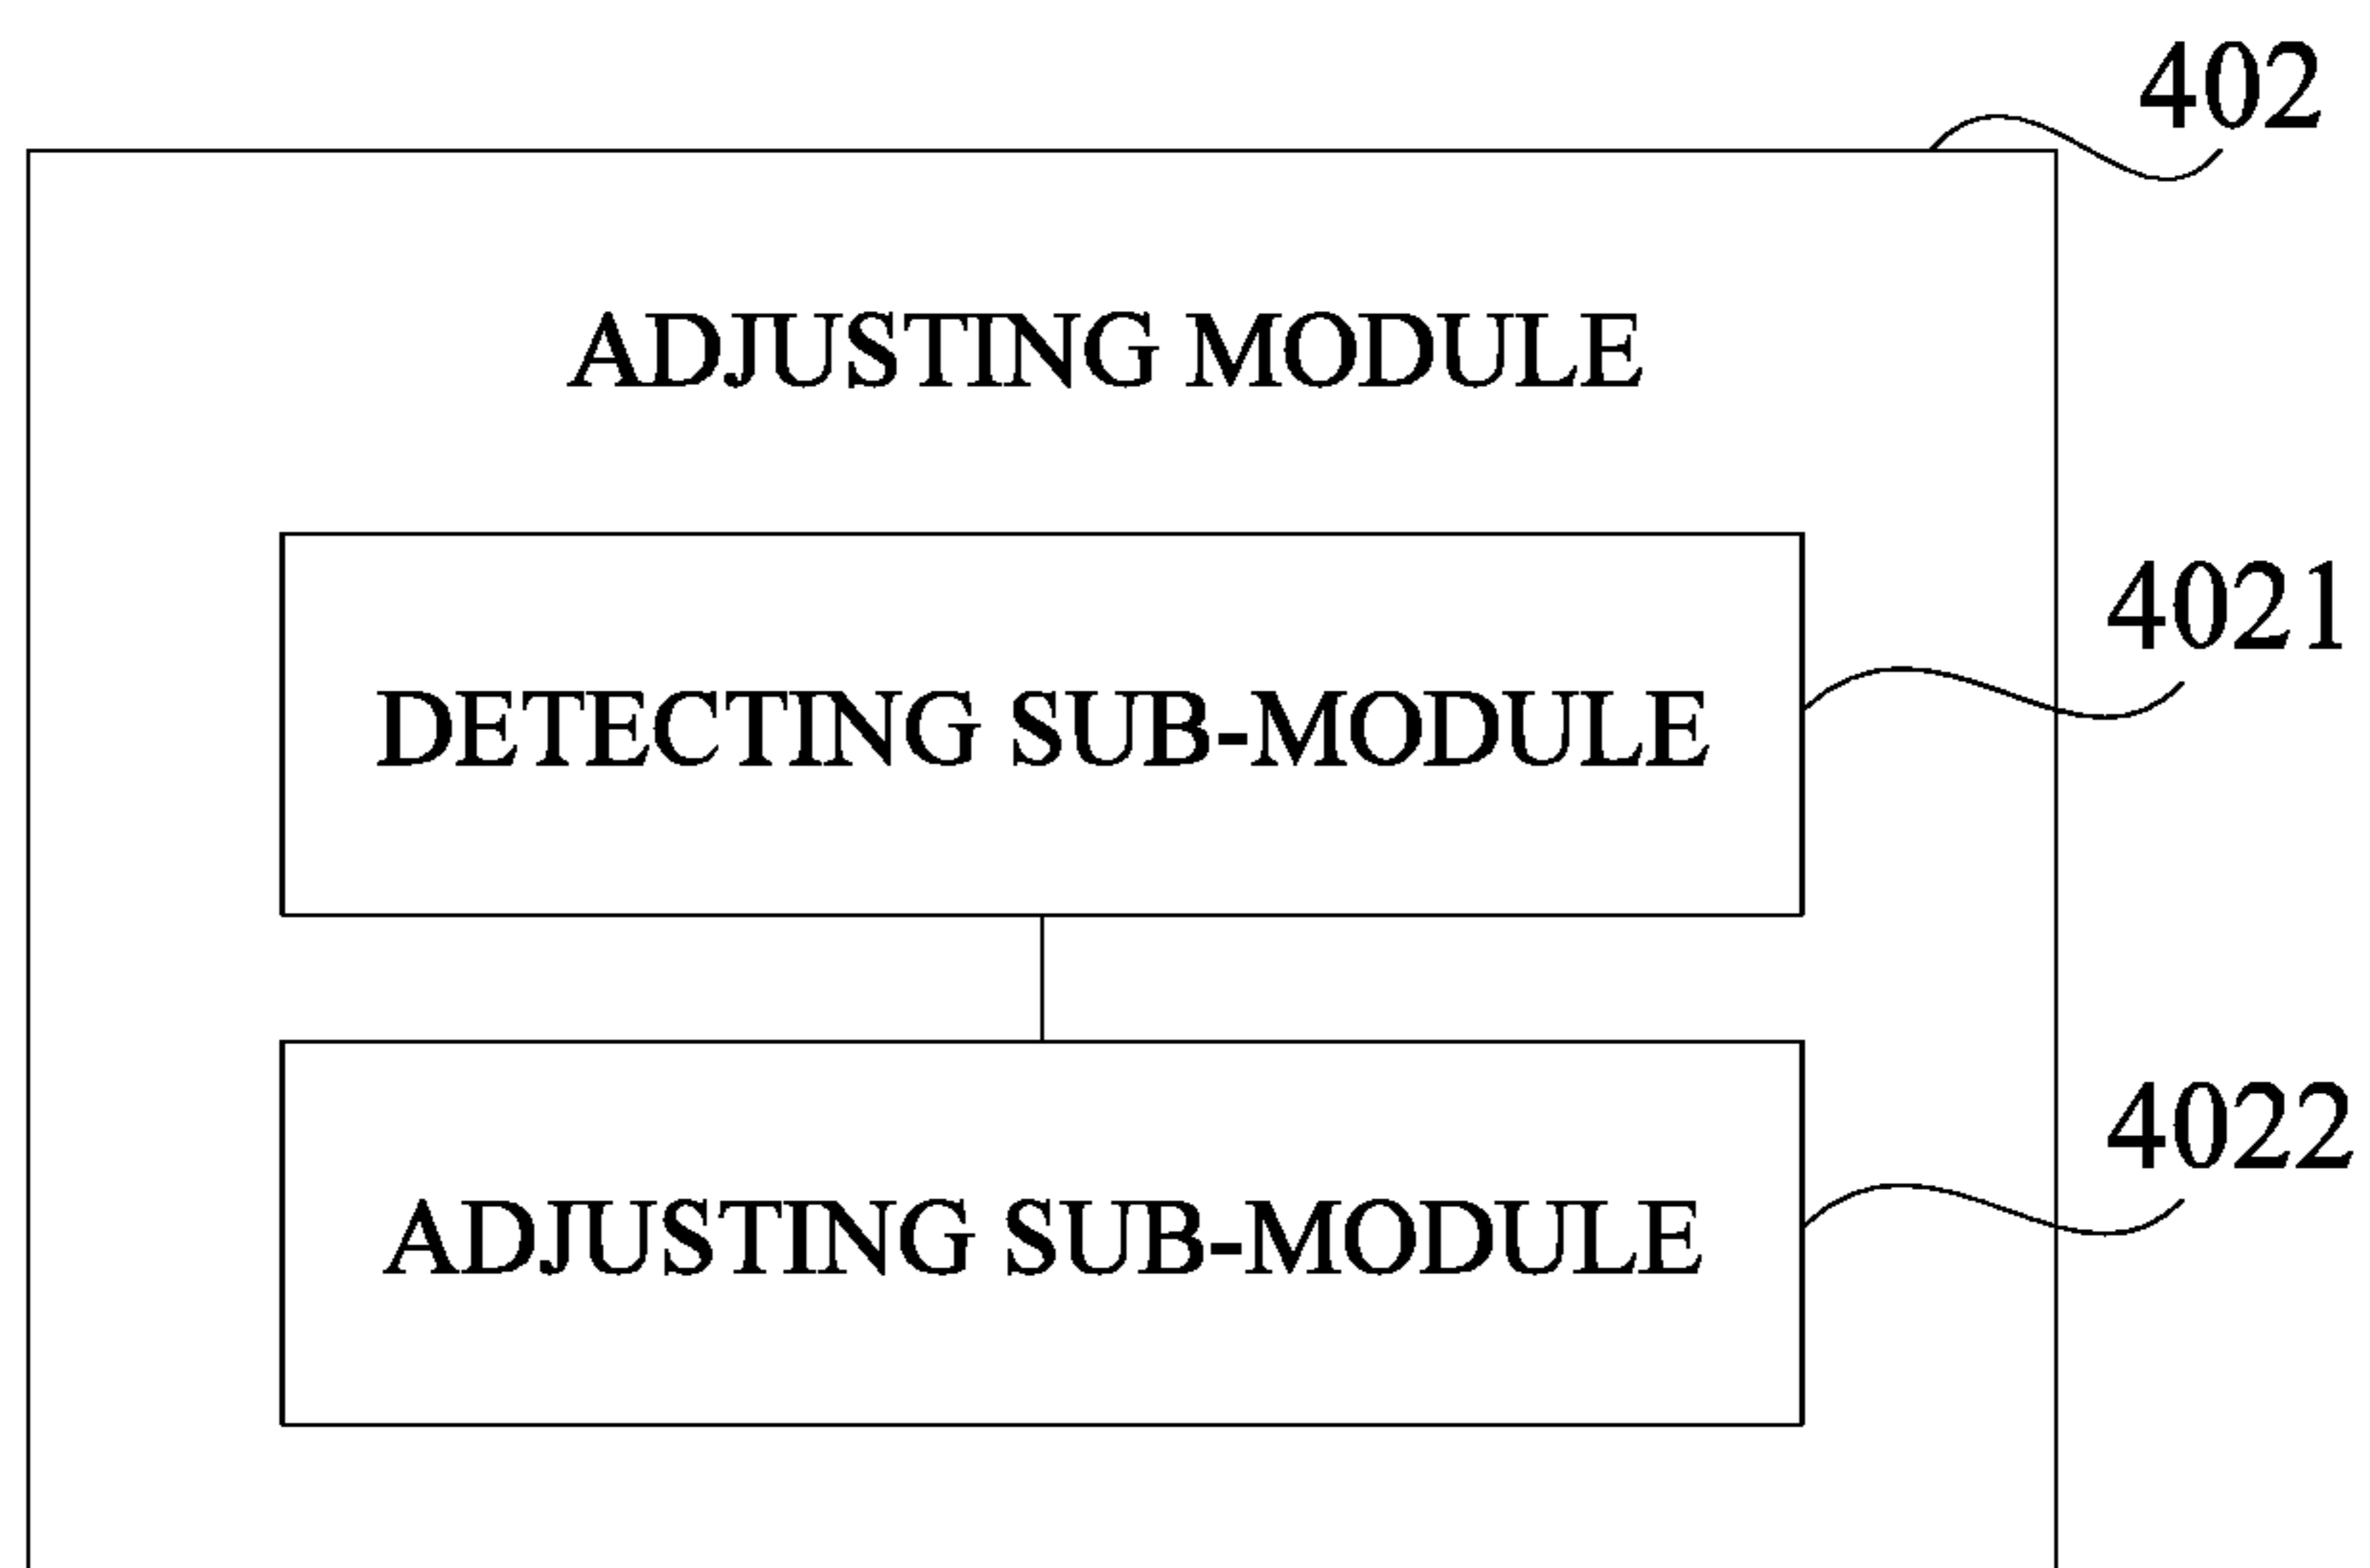 402
ADJUSTING MODULE
4021
DETECTING SUB-MODULE
4022
ADJUSTING SUB-MODULE